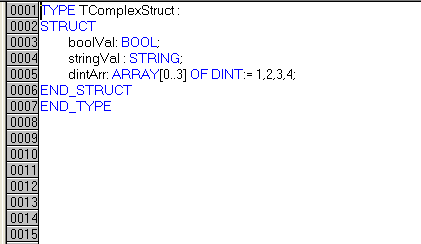 0001 TYPE TComplexStruct :
0002 STRUCT
0003 boolVal: BOOL;
0004 stringVal : STRING;
0005 dintArr: ARRAY[0..3] OF DINT:= 1,2,3,4;
0006 END_STRUCT
0007 END_TYPE
0008
0009
0010
0011
0012
0013
0014
0015